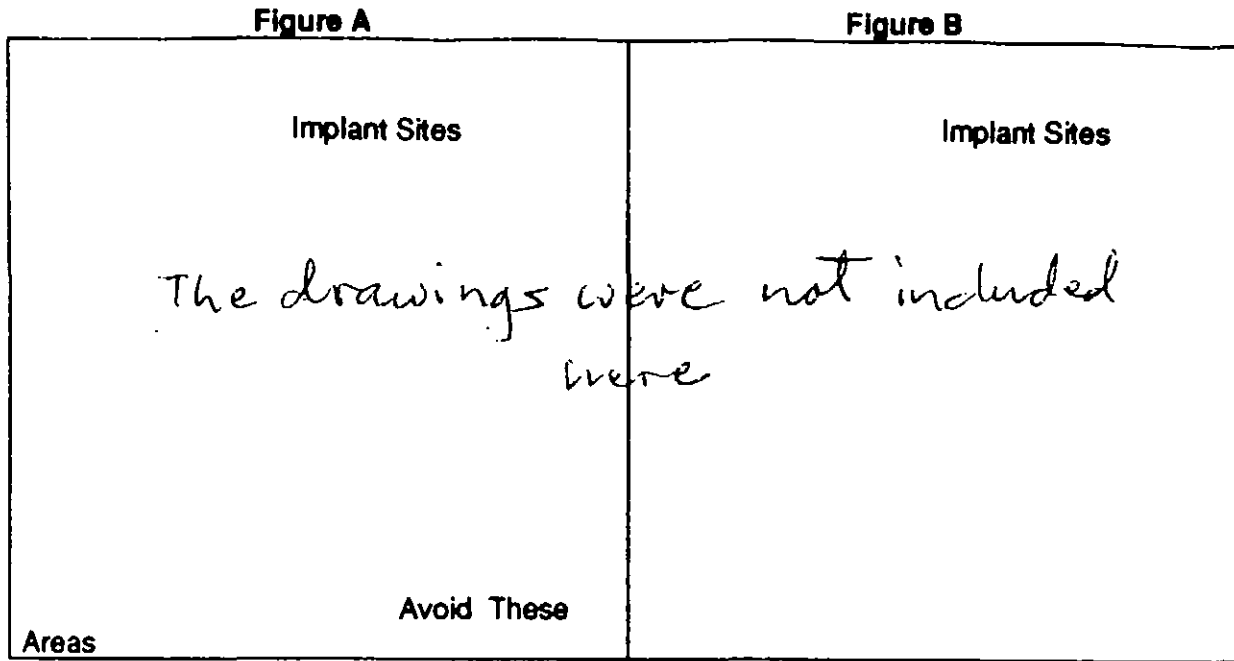 Figure A
Figure B
Implant Sites
Implant Sites
The drawings were not included
were
Avoid These
Areas